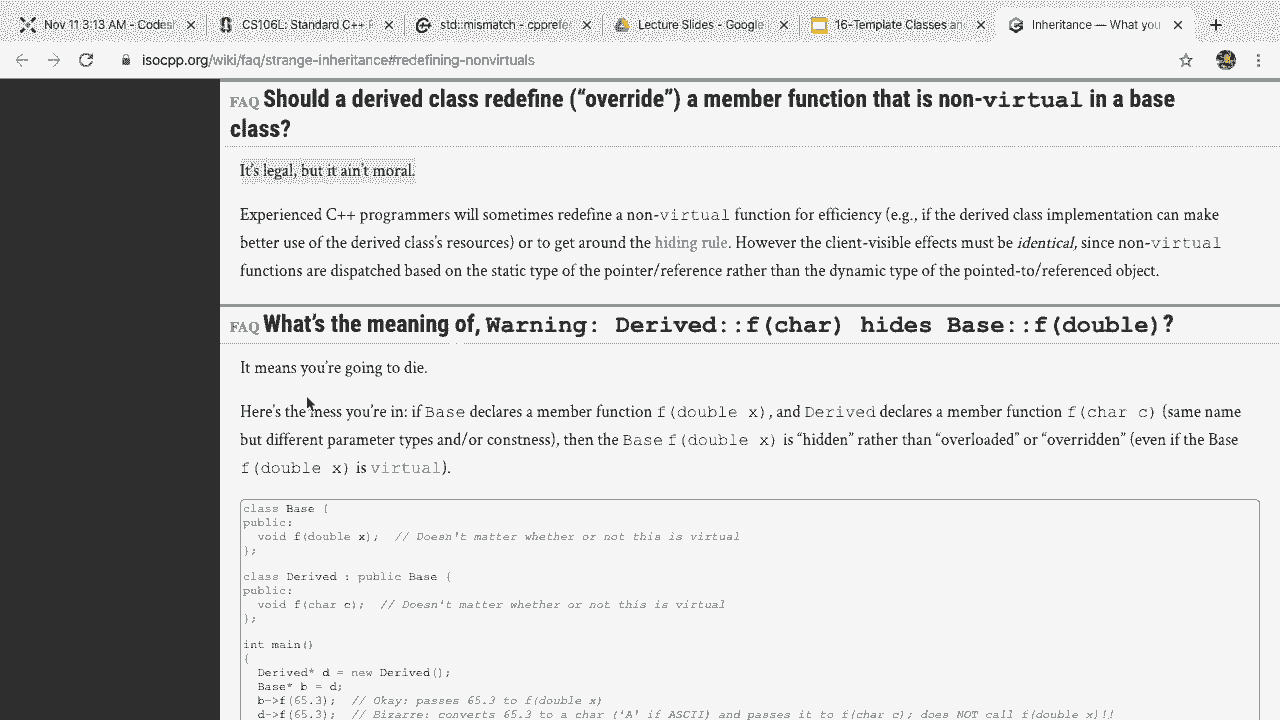 Nov 11 3:13 AM - Codesh
CS106L: Standard C++ P
std::mismatch - cpprefer
Lecture Slides - Google
16-Template Classes and
Inheritance — What you
isocpp.org/wiki/faq/strange-inheritance#redefining-nonvirtuals
FAQ Should a derived class redefine (“override”) a member function that is non-virtual in a base
class?
It’s legal, but it ain’t moral.
Experienced C++ programmers will sometimes redefine a non-virtual function for efficiency (e.g., if the derived class implementation can make
better use of the derived class’s resources) or to get around the hiding rule. However the client-visible effects must be identical, since non-virtual
functions are dispatched based on the static type of the pointer/reference rather than the dynamic type of the pointed-to/referenced object.
FAQ What’s the meaning of, Warning: Derived::f(char) hides Base::f(double)?
It means you’re going to die.
Here’s the mess you’re in: if Base declares a member function f(double x), and Derived declares a member function f(char c) (same name
but different parameter types and/or constness), then the Base f(double x) is “hidden” rather than “overloaded” or “overridden” (even if the Base
f(double x) is virtual).
class Base {
public:
void f(double x); // Doesn't matter whether or not this is virtual
};
class Derived : public Base {
public:
void f(char c); // Doesn't matter whether or not this is virtual
};
int main()
{
Derived* d = new Derived();
Base* b = d;
b->f(65.3); // Okay: passes 65.3 to f(double x)
d->f(65.3); // Bizarre: converts 65.3 to a char ('A' if ASCII) and passes it to f(char c); does NOT call f(double x)!!